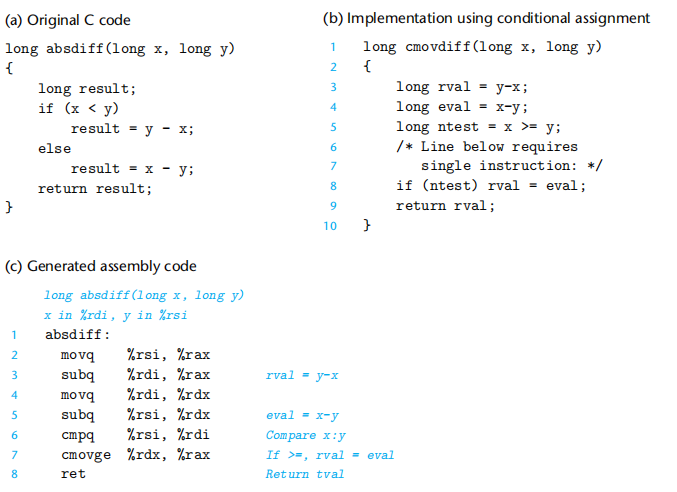 (a) Original C code
long absdiff(long x, long y)
{
    long result;
    if (x < y)
        result = y - x;
    else
        result = x - y;
    return result;
}
(b) Implementation using conditional assignment
1 long cmovdiff(long x, long y)
2 {
3     long rval = y-x;
4     long eval = x-y;
5     long ntest = x >= y;
6     /* Line below requires
7        single instruction: */
8     if (ntest) rval = eval;
9     return rval;
10 }
(c) Generated assembly code
long absdiff(long x, long y)
x in %rdi, y in %rsi
1 absdiff:
2   movq    %rsi, %rax
3   subq    %rdi, %rax    rval = y-x
4   movq    %rdi, %rdx
5   subq    %rsi, %rdx    eval = x-y
6   cmpq    %rsi, %rdi    Compare x:y
7   cmovge  %rdx, %rax    If >=, rval = eval
8   ret                   Return tval